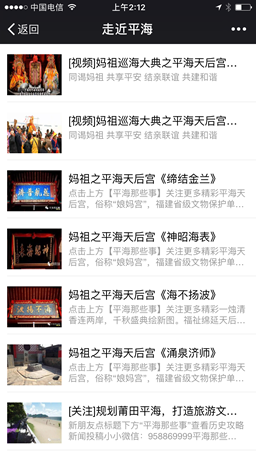 中国电信
上午2:12
返回
走近平海
[视频]妈祖巡海大典之平海天后宫…
同谒妈祖 共享平安 结亲联谊 共建和谐
[视频]妈祖巡海大典之平海天后宫…
同谒妈祖 共享平安 结亲联谊 共建和谐
妈祖之平海天后宫《缔结金兰》
点击上方【平海那些事】关注更多精彩平海天
后宫，俗称“娘妈宫”，福建省级文物保护单…
妈祖之平海天后宫《神昭海表》
点击上方【平海那些事】关注更多精彩平海天
后宫，俗称“娘妈宫”，福建省级文物保护单…
妈祖之平海天后宫《海不扬波》
点击上方【平海那些事】关注更多精彩一烛清
香连两岸，千秋盛典绘新图。福祉绵延天后…
妈祖之平海天后宫《涌泉济师》
点击上方【平海那些事】关注更多精彩平海天
后宫，俗称“娘妈宫”，福建省级文物保护单…
[关注]规划莆田平海，打造旅游文…
新朋友点标题下方“平海那些事”查看历史攻略
新闻投稿小小微信：958869999平海那些…